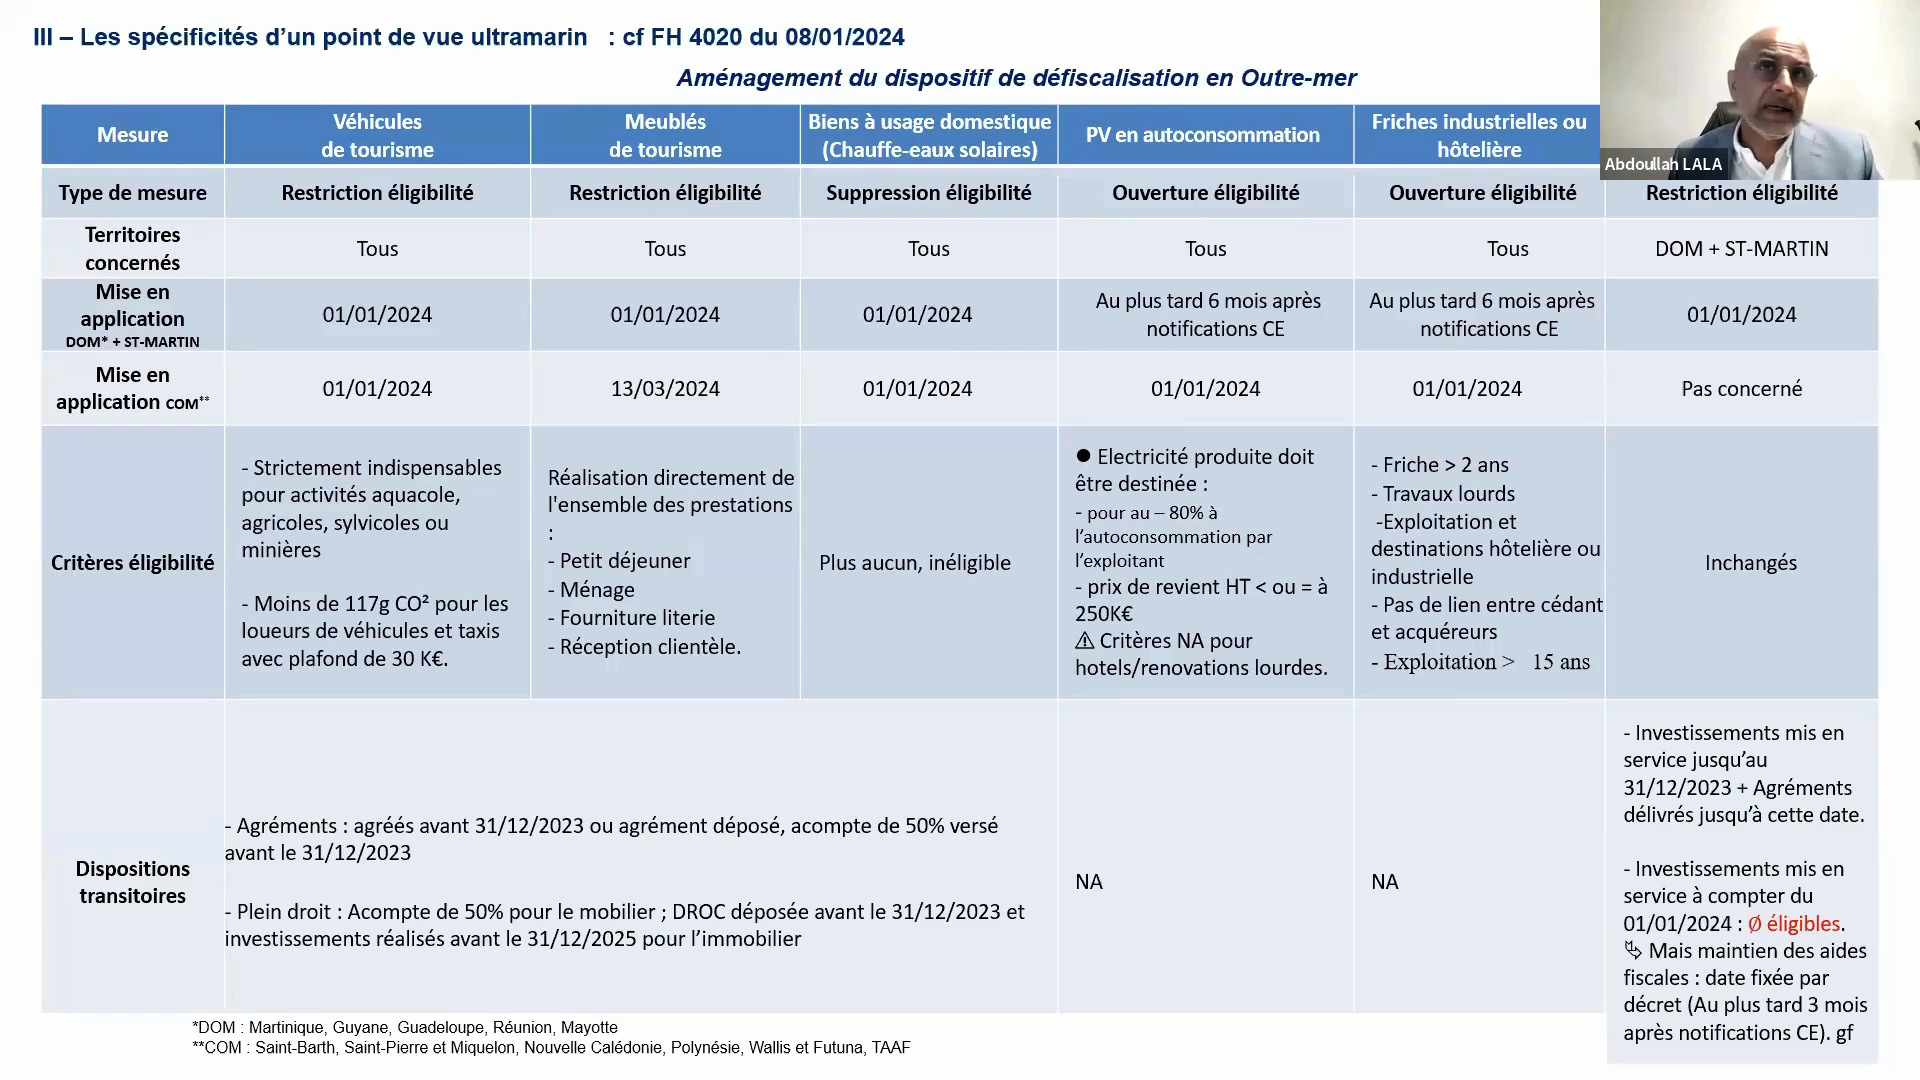 III – Les spécificités d'un point de vue ultramarin : cf FH 4020 du 08/01/2024
Aménagement du dispositif de défiscalisation en Outre-mer
Abdoullah LALA
Mesure
Véhicules
de tourisme
Meublés
de tourisme
Biens à usage domestique
(Chauffe-eaux solaires)
PV en autoconsommation
Friches industrielles ou
hôtelière
Type de mesure
Restriction éligibilité
Restriction éligibilité
Suppression éligibilité
Ouverture éligibilité
Ouverture éligibilité
Restriction éligibilité
Territoires
concernés
Tous
Tous
Tous
Tous
Tous
DOM + ST-MARTIN
Mise en
application
DOM* + ST-MARTIN
01/01/2024
01/01/2024
01/01/2024
Au plus tard 6 mois après
notifications CE
Au plus tard 6 mois après
notifications CE
01/01/2024
Mise en
application COM**
01/01/2024
13/03/2024
01/01/2024
01/01/2024
01/01/2024
Pas concerné
Critères éligibilité
- Strictement indispensables
pour activités aquacole,
agricoles, sylvicoles ou
minières
- Moins de 117g CO² pour les
loueurs de véhicules et taxis
avec plafond de 30 K€.
Réalisation directement de
l'ensemble des prestations
:
- Petit déjeuner
- Ménage
- Fourniture literie
- Réception clientèle.
Plus aucun, inéligible
● Electricité produite doit
être destinée :
- pour au – 80% à
l'autoconsommation par
l'exploitant
- prix de revient HT < ou = à
250K€
⚠ Critères NA pour
hotels/renovations lourdes.
- Friche > 2 ans
- Travaux lourds
-Exploitation et
destinations hôtelière ou
industrielle
- Pas de lien entre cédant
et acquéreurs
- Exploitation > 15 ans
Inchangés
Dispositions
transitoires
- Agréments : agréés avant 31/12/2023 ou agrément déposé, acompte de 50% versé
avant le 31/12/2023
- Plein droit : Acompte de 50% pour le mobilier ; DROC déposée avant le 31/12/2023 et
investissements réalisés avant le 31/12/2025 pour l'immobilier
NA
NA
- Investissements mis en
service jusqu'au
31/12/2023 + Agréments
délivrés jusqu'à cette date.
- Investissements mis en
service à compter du
01/01/2024 : Ø éligibles.
↳ Mais maintien des aides
fiscales : date fixée par
décret (Au plus tard 3 mois
après notifications CE). gf
*DOM : Martinique, Guyane, Guadeloupe, Réunion, Mayotte
**COM : Saint-Barth, Saint-Pierre et Miquelon, Nouvelle Calédonie, Polynésie, Wallis et Futuna, TAAF